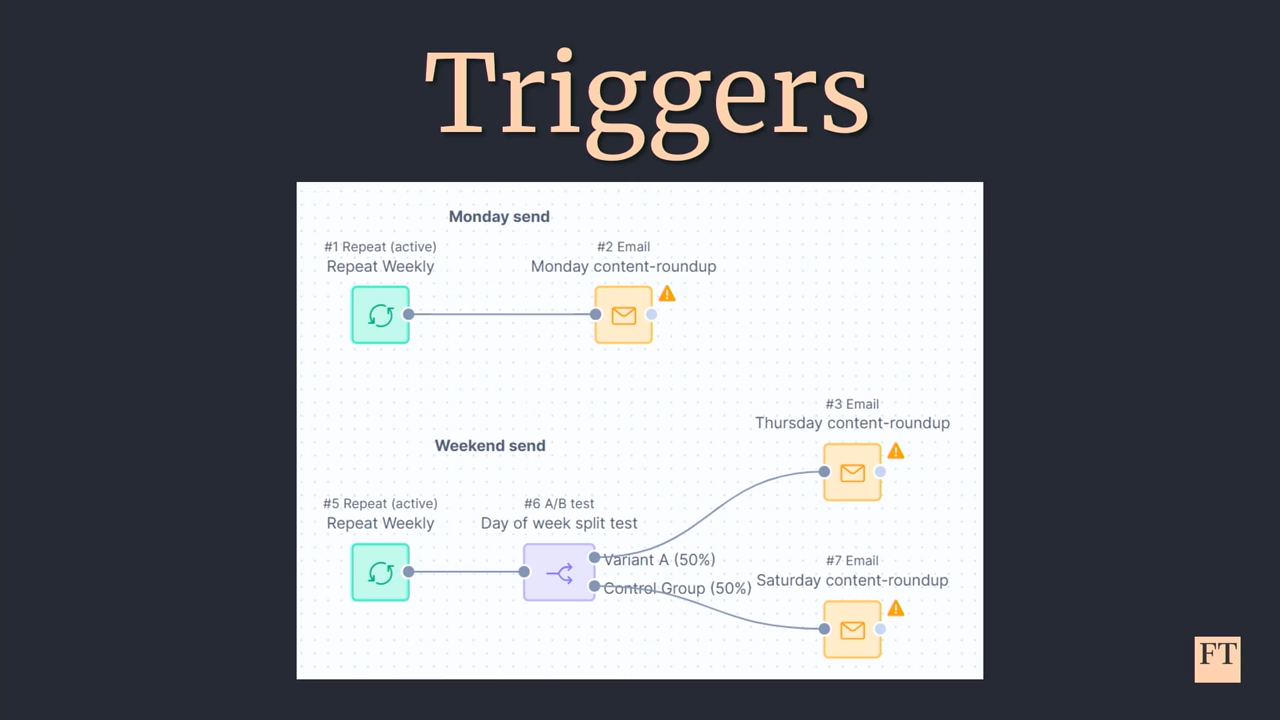 Triggers
Monday send
#1 Repeat (active)
Repeat Weekly
#2 Email
Monday content-roundup
#3 Email
Thursday content-roundup
Weekend send
#5 Repeat (active)
Repeat Weekly
#6 A/B test
Day of week split test
Variant A (50%)
Control Group (50%)
#7 Email
Saturday content-roundup
FT